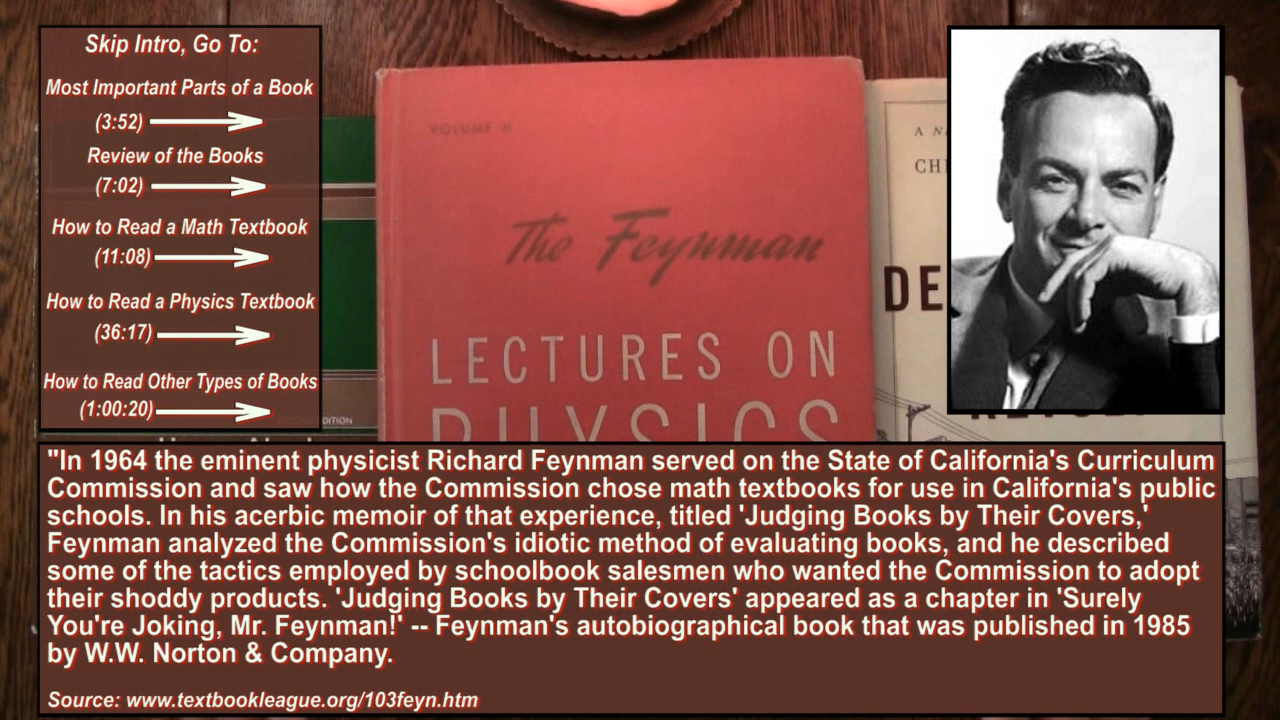 Skip Intro, Go To:
Most Important Parts of a Book
(3:52)
Review of the Books
(7:02)
How to Read a Math Textbook
(11:08)
How to Read a Physics Textbook
(36:17)
How to Read Other Types of Books
(1:00:20)
VOLUME II
The Feynman
LECTURES ON
PHYSICS
EDITION
A
CH
DE
"In 1964 the eminent physicist Richard Feynman served on the State of California's Curriculum
Commission and saw how the Commission chose math textbooks for use in California's public
schools. In his acerbic memoir of that experience, titled 'Judging Books by Their Covers,'
Feynman analyzed the Commission's idiotic method of evaluating books, and he described
some of the tactics employed by schoolbook salesmen who wanted the Commission to adopt
their shoddy products. 'Judging Books by Their Covers' appeared as a chapter in 'Surely
You're Joking, Mr. Feynman!' -- Feynman's autobiographical book that was published in 1985
by W.W. Norton & Company.
Source: www.textbookleague.org/103feyn.htm